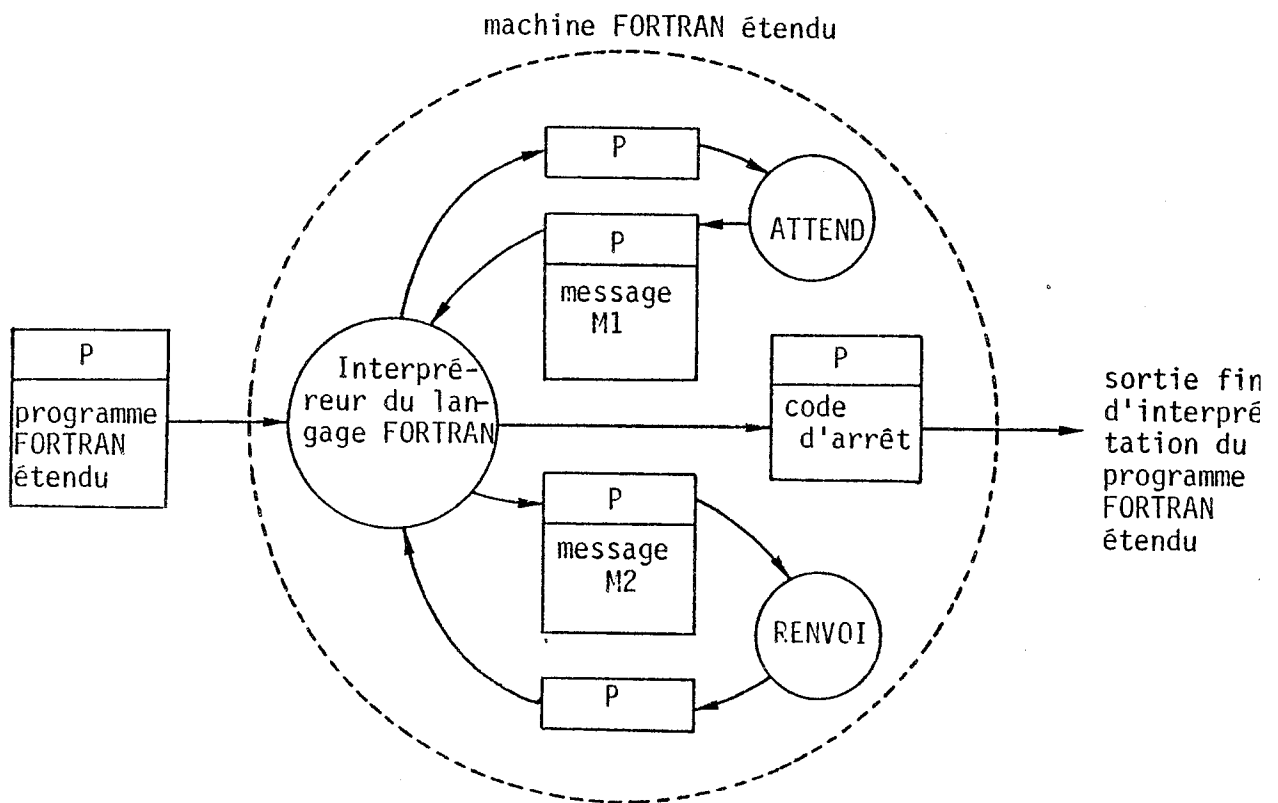 machine FORTRAN étendu
P
ATTEND
P
message
M1
P
programme
FORTRAN
étendu
Interpré-
reur du lan-
gage FORTRAN
P
code
d'arrêt
sortie fin
d'interpré
tation du
programme
FORTRAN
étendu
P
message
M2
RENVOI
P